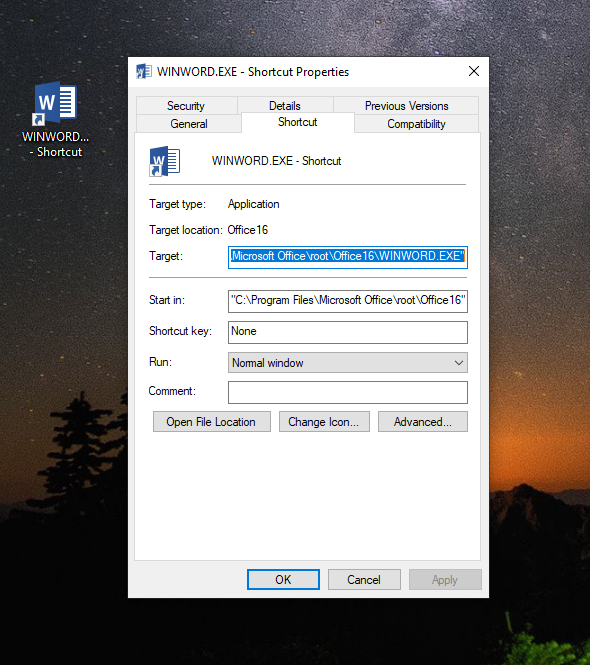 W
WINWORD...
- Shortcut
WINWORD.EXE - Shortcut Properties
Security Details Previous Versions
General Shortcut Compatibility
W
WINWORD.EXE - Shortcut
Target type: Application
Target location: Office16
Target: Microsoft Office\root\Office16\WINWORD.EXE"
Start in: "C:\Program Files\Microsoft Office\root\Office16"
Shortcut key: None
Run: Normal window
Comment:
Open File Location Change Icon... Advanced...
OK Cancel Apply